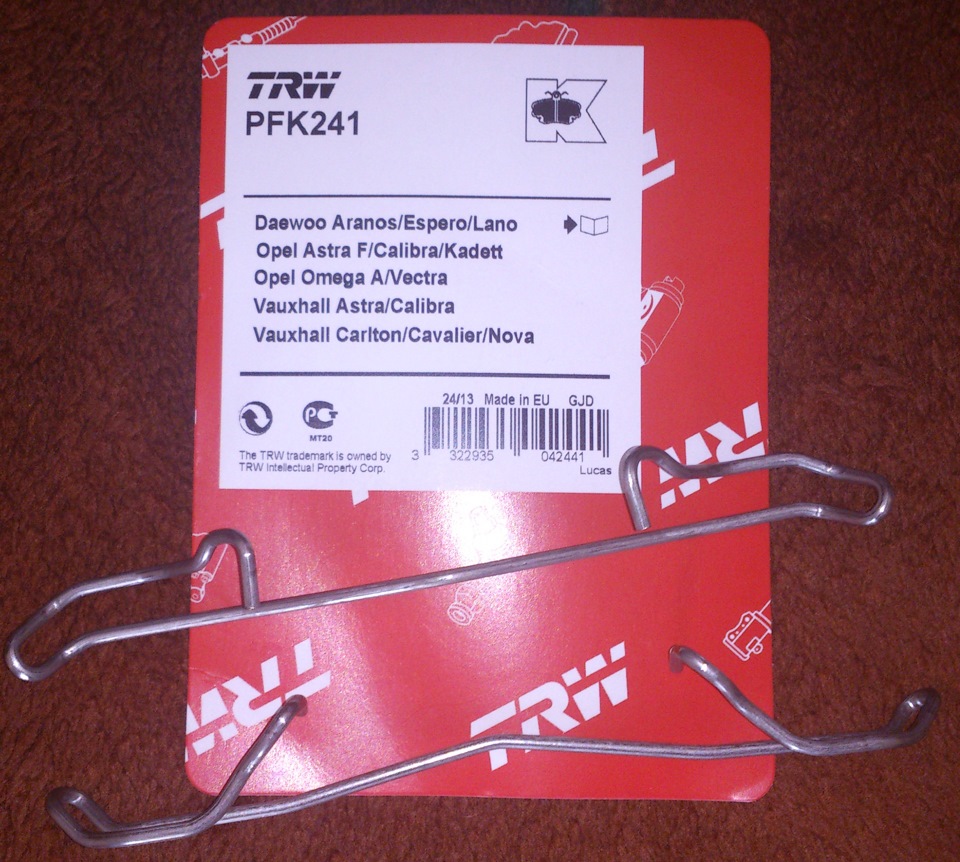 TRW
PFK241
K
Daewoo Aranos/Espero/Lano
Opel Astra F/Calibra/Kadett
Opel Omega A/Vectra
Vauxhall Astra/Calibra
Vauxhall Carlton/Cavalier/Nova
24/13 Made in EU GJD
MT20
3 322935 042441
The TRW trademark is owned by
TRW Intellectual Property Corp.
Lucas
TRW
TRW
TRW